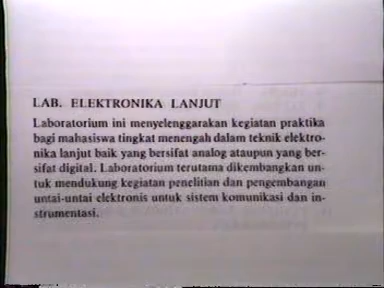 LAB. ELEKTRONIKA LANJUT
Laboratorium ini menyelenggarakan kegiatan praktika
bagi mahasiswa tingkat menengah dalam teknik elektro-
nika lanjut baik yang bersifat analog ataupun yang ber-
sifat digital. Laboratorium terutama dikembangkan un-
tuk mendukung kegiatan penelitian dan pengembangan
untai-untai elektronis untuk sistem komunikasi dan in-
strumentasi.